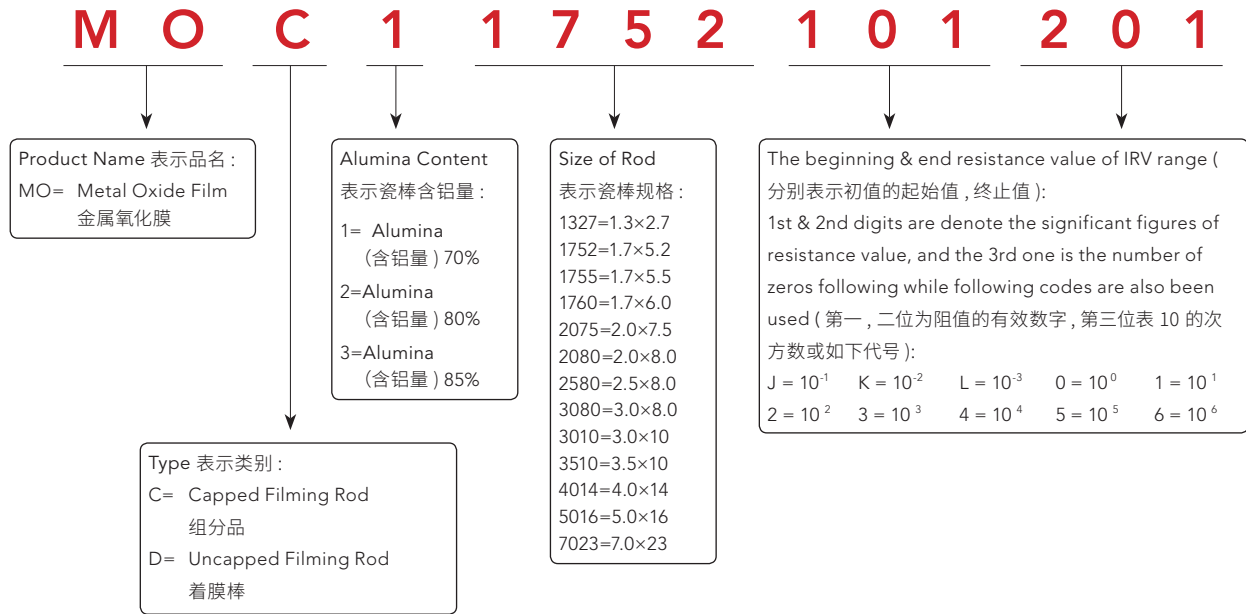 MO C 1 1752 101 201
Product Name 表示品名 :
MO= Metal Oxide Film
金属氧化膜
Alumina Content
表示瓷棒含铝量 :
1= Alumina
(含铝量 ) 70%
2=Alumina
(含铝量 ) 80%
3=Alumina
(含铝量 ) 85%
Size of Rod
表示瓷棒规格 :
1327=1.3×2.7
1752=1.7×5.2
1755=1.7×5.5
1760=1.7×6.0
2075=2.0×7.5
2080=2.0×8.0
2580=2.5×8.0
3080=3.0×8.0
3010=3.0×10
3510=3.5×10
4014=4.0×14
5016=5.0×16
7023=7.0×23
The beginning & end resistance value of IRV range (
分别表示初值的起始值 , 终止值 ):
1st & 2nd digits are denote the significant figures of
resistance value, and the 3rd one is the number of
zeros following while following codes are also been
used ( 第一 , 二位为阻值的有效数字 , 第三位表 10 的次
方数或如下代号 ):
J = 10⁻¹ K = 10⁻² L = 10⁻³ 0 = 10⁰ 1 = 10¹
2 = 10² 3 = 10³ 4 = 10⁴ 5 = 10⁵ 6 = 10⁶
Type 表示类别 :
C= Capped Filming Rod
组分品
D= Uncapped Filming Rod
着膜棒